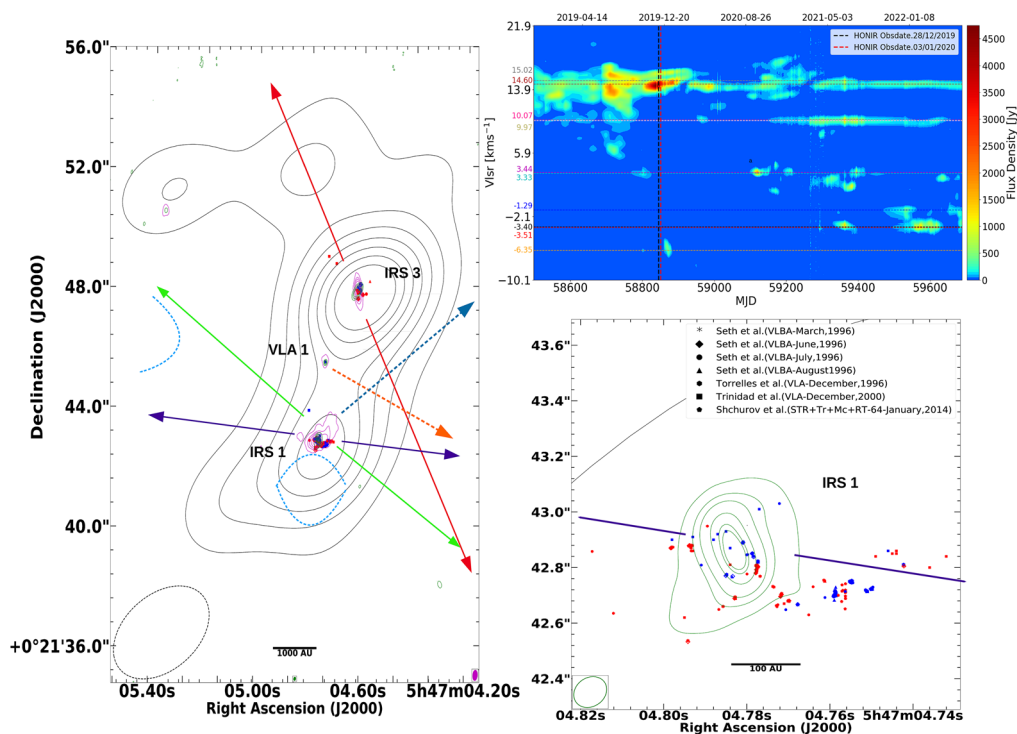 56.0"
52.0"
48.0"
44.0"
40.0"
+0°21'36.0"
Declination (J2000)
IRS 3
VLA 1
IRS 1
1000 AU
05.40s
05.00s
04.60s
5h47m04.20s
Right Ascension (J2000)
2019-04-14
2019-12-20
2020-08-26
2021-05-03
2022-01-08
21.9
15.02
14.60
13.9
10.07
9.97
5.9
3.44
3.33
-1.29
−2.1
-3.40
-3.51
-6.35
−10.1
Vlsr [kms⁻¹]
HONIR Obsdate.28/12/2019
HONIR Obsdate.03/01/2020
58600
58800
59000
59200
59400
59600
MJD
4500
4000
3500
3000
2500
2000
1500
1000
500
0
Flux Density [Jy]
Seth et al.(VLBA-March,1996)
Seth et al.(VLBA-June,1996)
Seth et al.(VLBA-July,1996)
Seth et al.(VLBA-August1996)
Torrelles et al.(VLA-December,1996)
Trinidad et al.(VLA-December,2000)
Shchurov et al.(STR+Tr+Mc+RT-64-January,2014)
43.6"
43.4"
43.2"
43.0"
42.8"
42.6"
42.4"
IRS 1
100 AU
04.82s
04.80s
04.78s
04.76s
5h47m04.74s
Right Ascension (J2000)